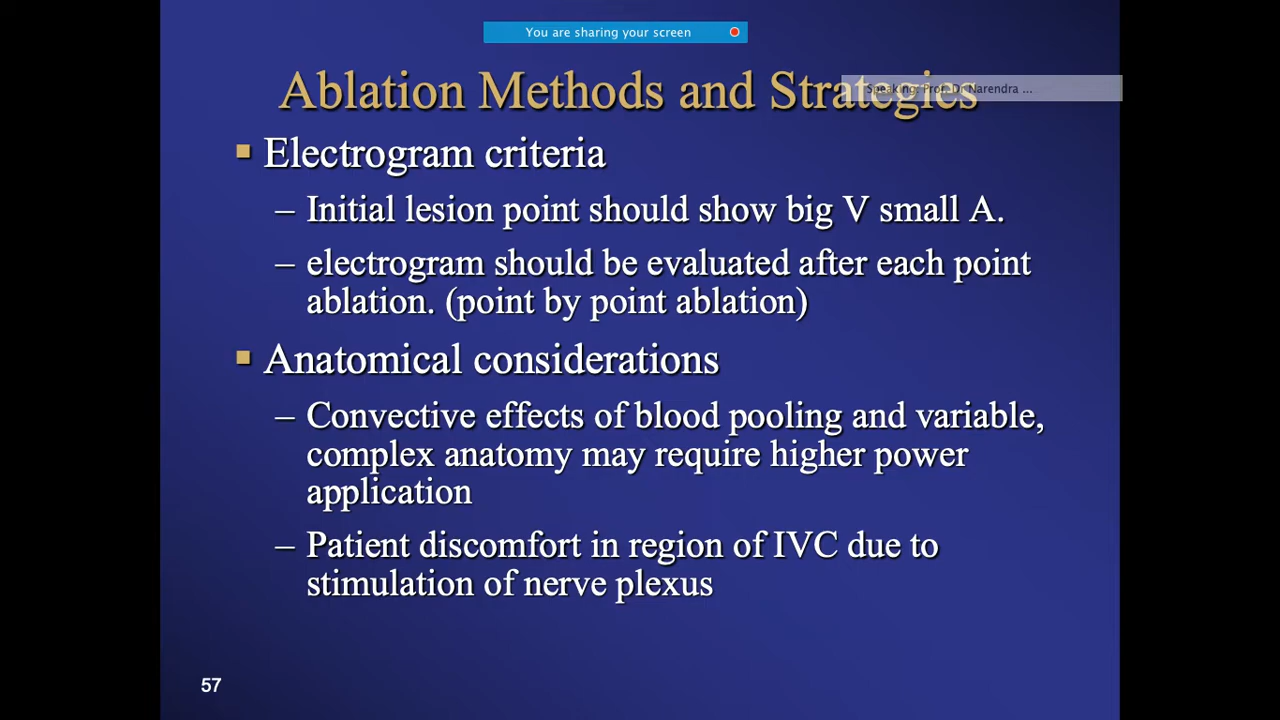 You are sharing your screen
Ablation Methods and Strategies
Speaking: Prof. Dr Narendra ...
▪ Electrogram criteria
– Initial lesion point should show big V small A.
– electrogram should be evaluated after each point
ablation. (point by point ablation)
▪ Anatomical considerations
– Convective effects of blood pooling and variable,
complex anatomy may require higher power
application
– Patient discomfort in region of IVC due to
stimulation of nerve plexus
57